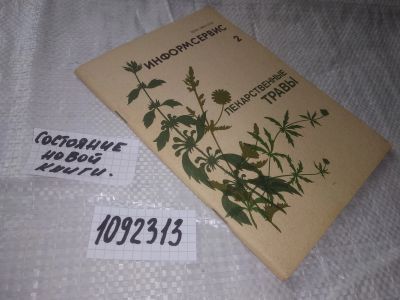 ИНФОРМСЕРВИС
2
ЛЕКАРСТВЕННЫЕ
ТРАВЫ
СОСТОЯНИЕ
НОВОЙ
КНИГИ.
1092313